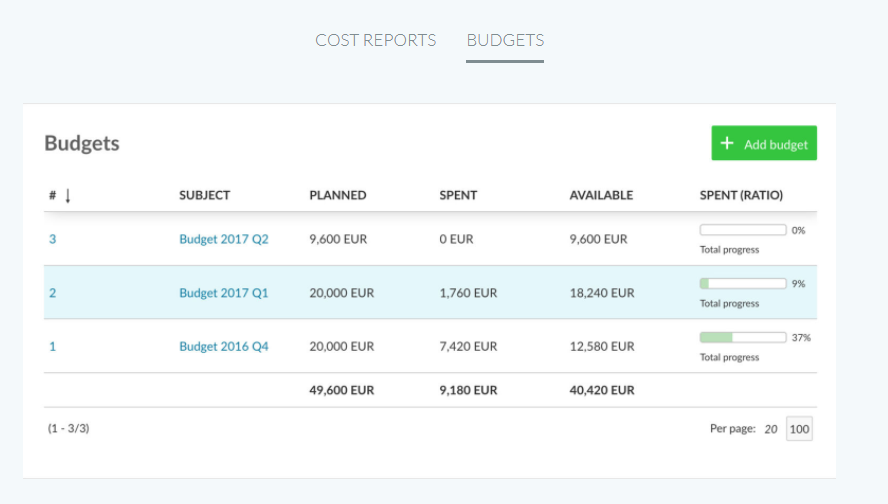 COST REPORTS BUDGETS
Budgets
+ Add budget
# ↓ SUBJECT PLANNED SPENT AVAILABLE SPENT (RATIO)
3 Budget 2017 Q2 9,600 EUR 0 EUR 9,600 EUR 0%
Total progress
2 Budget 2017 Q1 20,000 EUR 1,760 EUR 18,240 EUR 9%
Total progress
1 Budget 2016 Q4 20,000 EUR 7,420 EUR 12,580 EUR 37%
Total progress
49,600 EUR 9,180 EUR 40,420 EUR
(1 - 3/3) Per page: 20 100